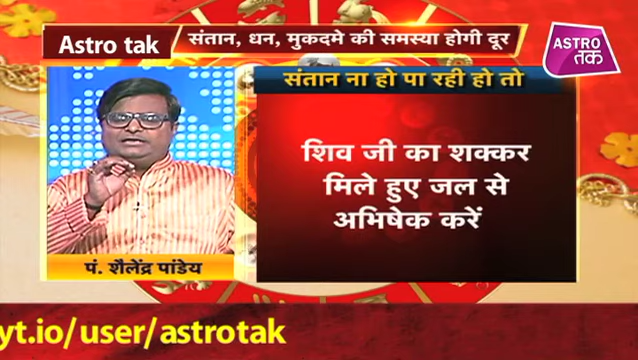 Astro tak
संतान, धन, मुकदमे की समस्या होगी दूर
ASTRO
तक
संतान ना हो पा रही हो तो
शिव जी का शक्कर
मिले हुए जल से
अभिषेक करें
पं. शैलेंद्र पांडेय
yt.io/user/astrotak